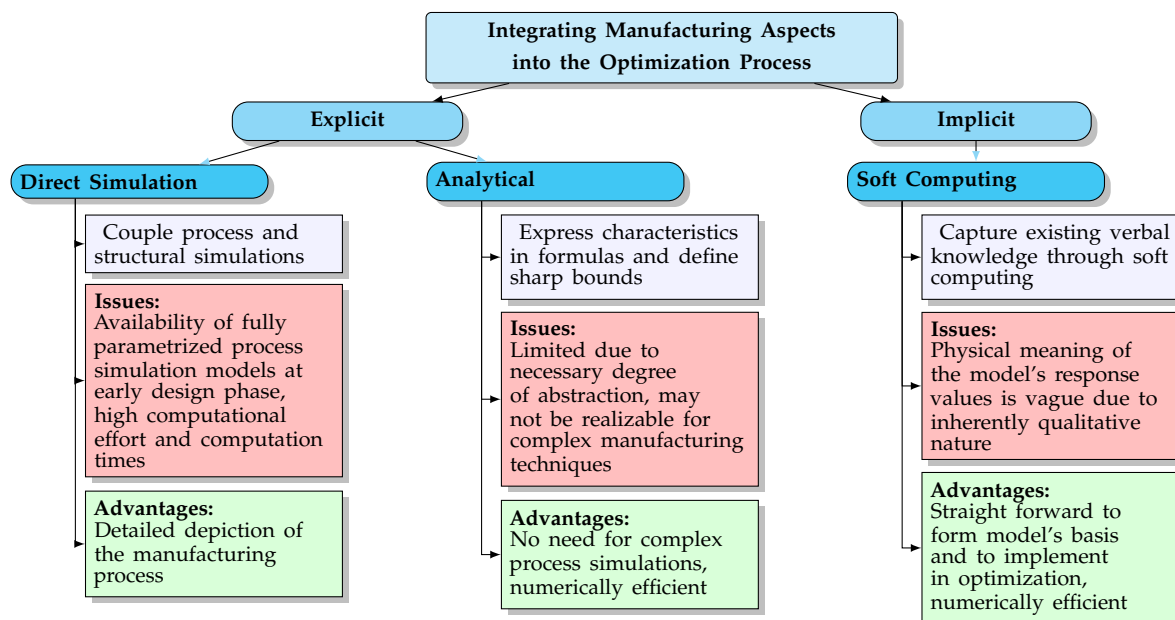 Integrating Manufacturing Aspects
into the Optimization Process
Explicit
Implicit
Direct Simulation
Analytical
Soft Computing
Couple process and
structural simulations
Issues:
Availability of fully
parametrized process
simulation models at
early design phase,
high computational
effort and computation
times
Advantages:
Detailed depiction of
the manufacturing
process
Express characteristics
in formulas and define
sharp bounds
Issues:
Limited due to
necessary degree
of abstraction, may
not be realizable for
complex manufacturing
techniques
Advantages:
No need for complex
process simulations,
numerically efficient
Capture existing verbal
knowledge through soft
computing
Issues:
Physical meaning of
the model's response
values is vague due to
inherently qualitative
nature
Advantages:
Straight forward to
form model's basis
and to implement
in optimization,
numerically efficient